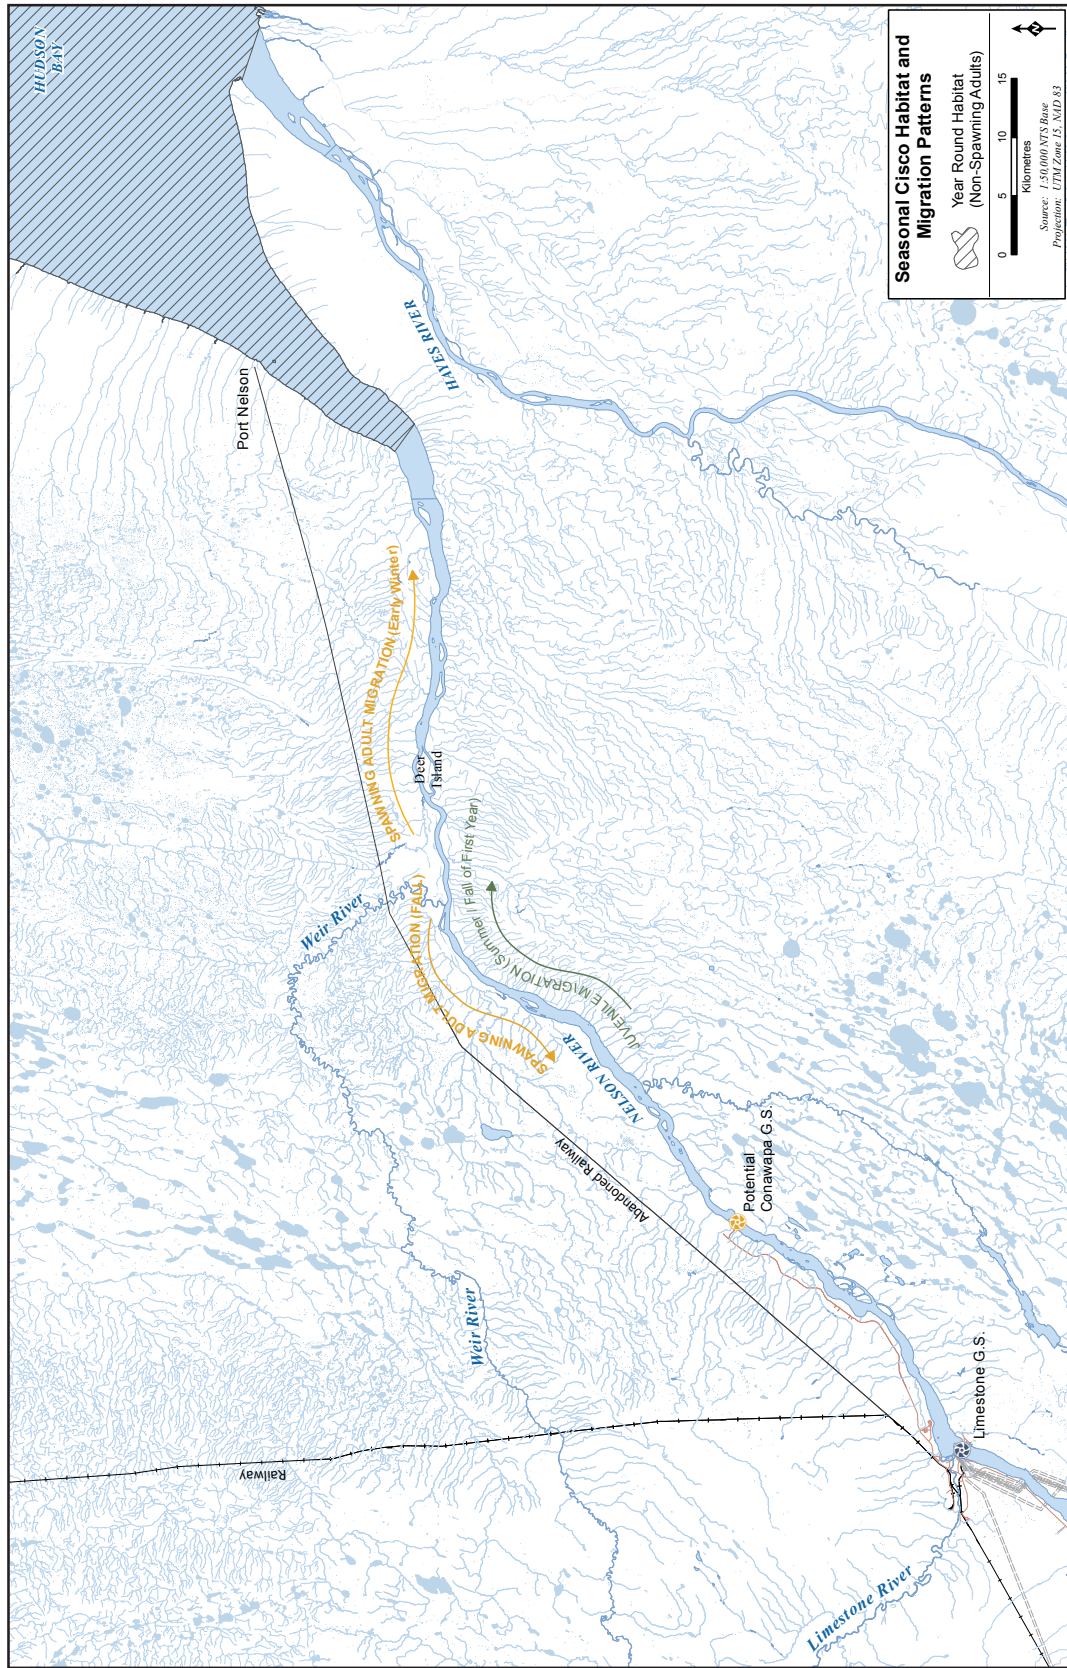 HUDSON
BAY
Port Nelson
HAYES RIVER
SPAWNING ADULT MIGRATION (Early Winter)
Deer
Island
SPAWNING ADULT MIGRATION (FALL)
JUVENILE MIGRATION (Summer / Fall of First Year)
Weir River
NELSON RIVER
Abandoned Railway
Potential
Conawapa G.S.
Weir River
Railway
Limestone G.S.
Limestone River
Seasonal Cisco Habitat and
Migration Patterns
Year Round Habitat
(Non-Spawning Adults)
0 5 10 15
Kilometres
N
Source: 1:50,000 NTS Base
Projection: UTM Zone 15, NAD 83